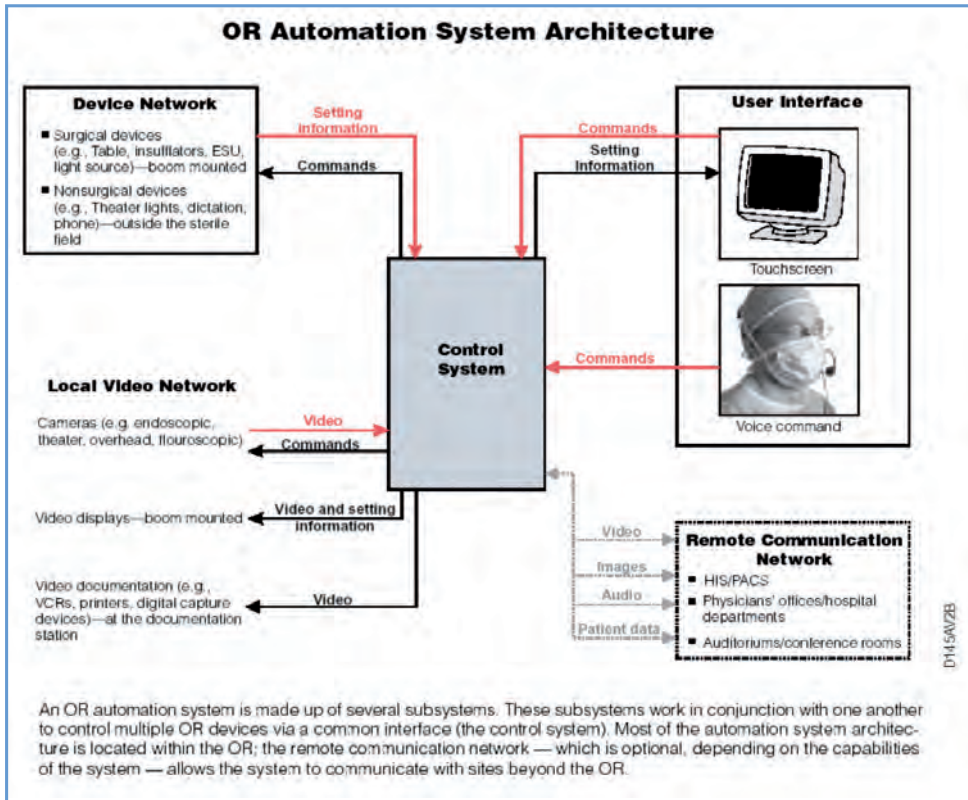 OR Automation System Architecture
Device Network
■ Surgical devices
(e.g., Table, insufflators, ESU,
light source)—boom mounted
■ Nonsurgical devices
(e.g., Theater lights, dictation,
phone)—outside the sterile
field
Setting
information
Commands
Commands
Setting
Information
User Interface
Touchscreen
Control
System
Commands
Voice command
Local Video Network
Cameras (e.g. endoscopic,
theater, overhead, flouroscopic)
Video
Commands
Video displays—boom mounted
Video and setting
information
Video documentation (e.g.,
VCRs, printers, digital capture
devices)—at the documentation
station
Video
Video
Images
Audio
Patient data
Remote Communication
Network
■ HIS/PACS
■ Physicians' offices/hospital
departments
■ Auditoriums/conference rooms
D145AV2B
An OR automation system is made up of several subsystems. These subsystems work in conjunction with one another
to control multiple OR devices via a common interface (the control system). Most of the automation system architec-
ture is located within the OR; the remote communication network — which is optional, depending on the capabilities
of the system — allows the system to communicate with sites beyond the OR.